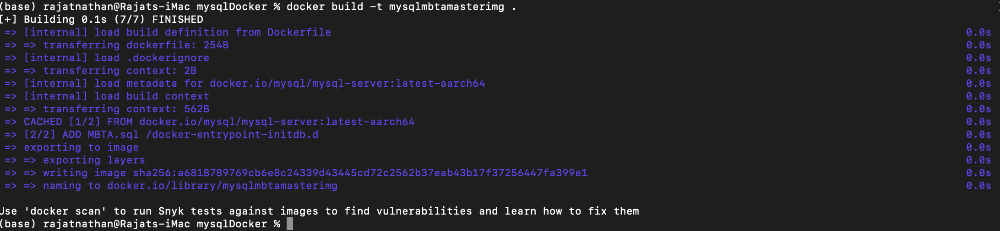 (base) rajatnathan@Rajats-iMac mysqlDocker % docker build -t mysqlmbtamasterimg .
[+] Building 0.1s (7/7) FINISHED
=> [internal] load build definition from Dockerfile 0.0s
=> => transferring dockerfile: 254B 0.0s
=> [internal] load .dockerignore 0.0s
=> => transferring context: 2B 0.0s
=> [internal] load metadata for docker.io/mysql/mysql-server:latest-aarch64 0.0s
=> [internal] load build context 0.0s
=> => transferring context: 562B 0.0s
=> CACHED [1/2] FROM docker.io/mysql/mysql-server:latest-aarch64 0.0s
=> [2/2] ADD MBTA.sql /docker-entrypoint-initdb.d 0.0s
=> exporting to image 0.0s
=> => exporting layers 0.0s
=> => writing image sha256:a6818789769cb6e8c24339d43445cd72c2562b37eab43b17f37256447fa399e1 0.0s
=> => naming to docker.io/library/mysqlmbtamasterimg 0.0s
Use 'docker scan' to run Snyk tests against images to find vulnerabilities and learn how to fix them
(base) rajatnathan@Rajats-iMac mysqlDocker %